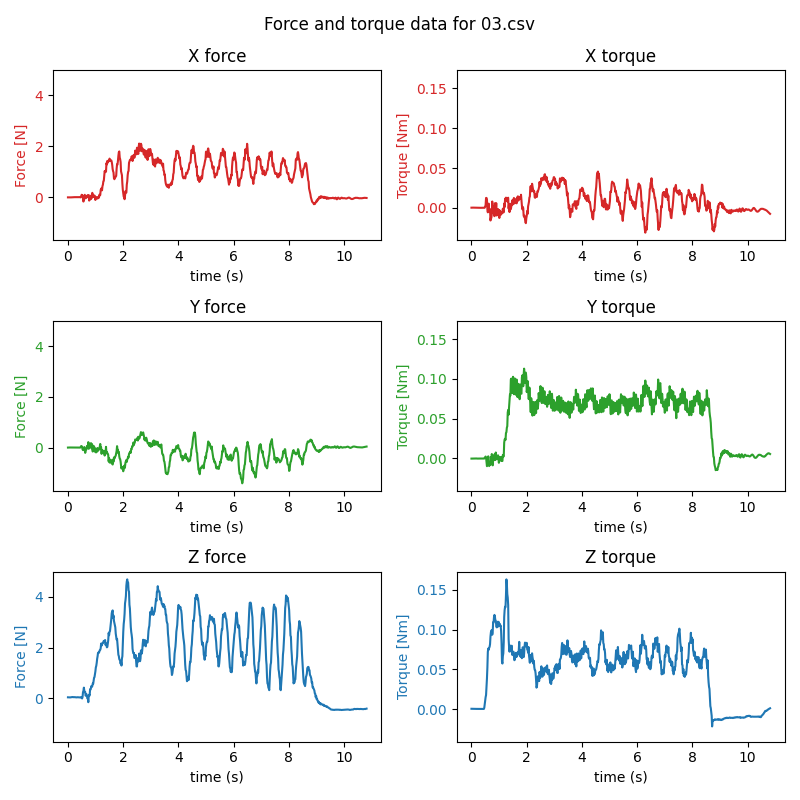 Force and torque data for 03.csv
X force
Force [N]
4
2
0
0 2 4 6 8 10
time (s)
X torque
Torque [Nm]
0.15
0.10
0.05
0.00
0 2 4 6 8 10
time (s)
Y force
Force [N]
4
2
0
0 2 4 6 8 10
time (s)
Y torque
Torque [Nm]
0.15
0.10
0.05
0.00
0 2 4 6 8 10
time (s)
Z force
Force [N]
4
2
0
0 2 4 6 8 10
time (s)
Z torque
Torque [Nm]
0.15
0.10
0.05
0.00
0 2 4 6 8 10
time (s)